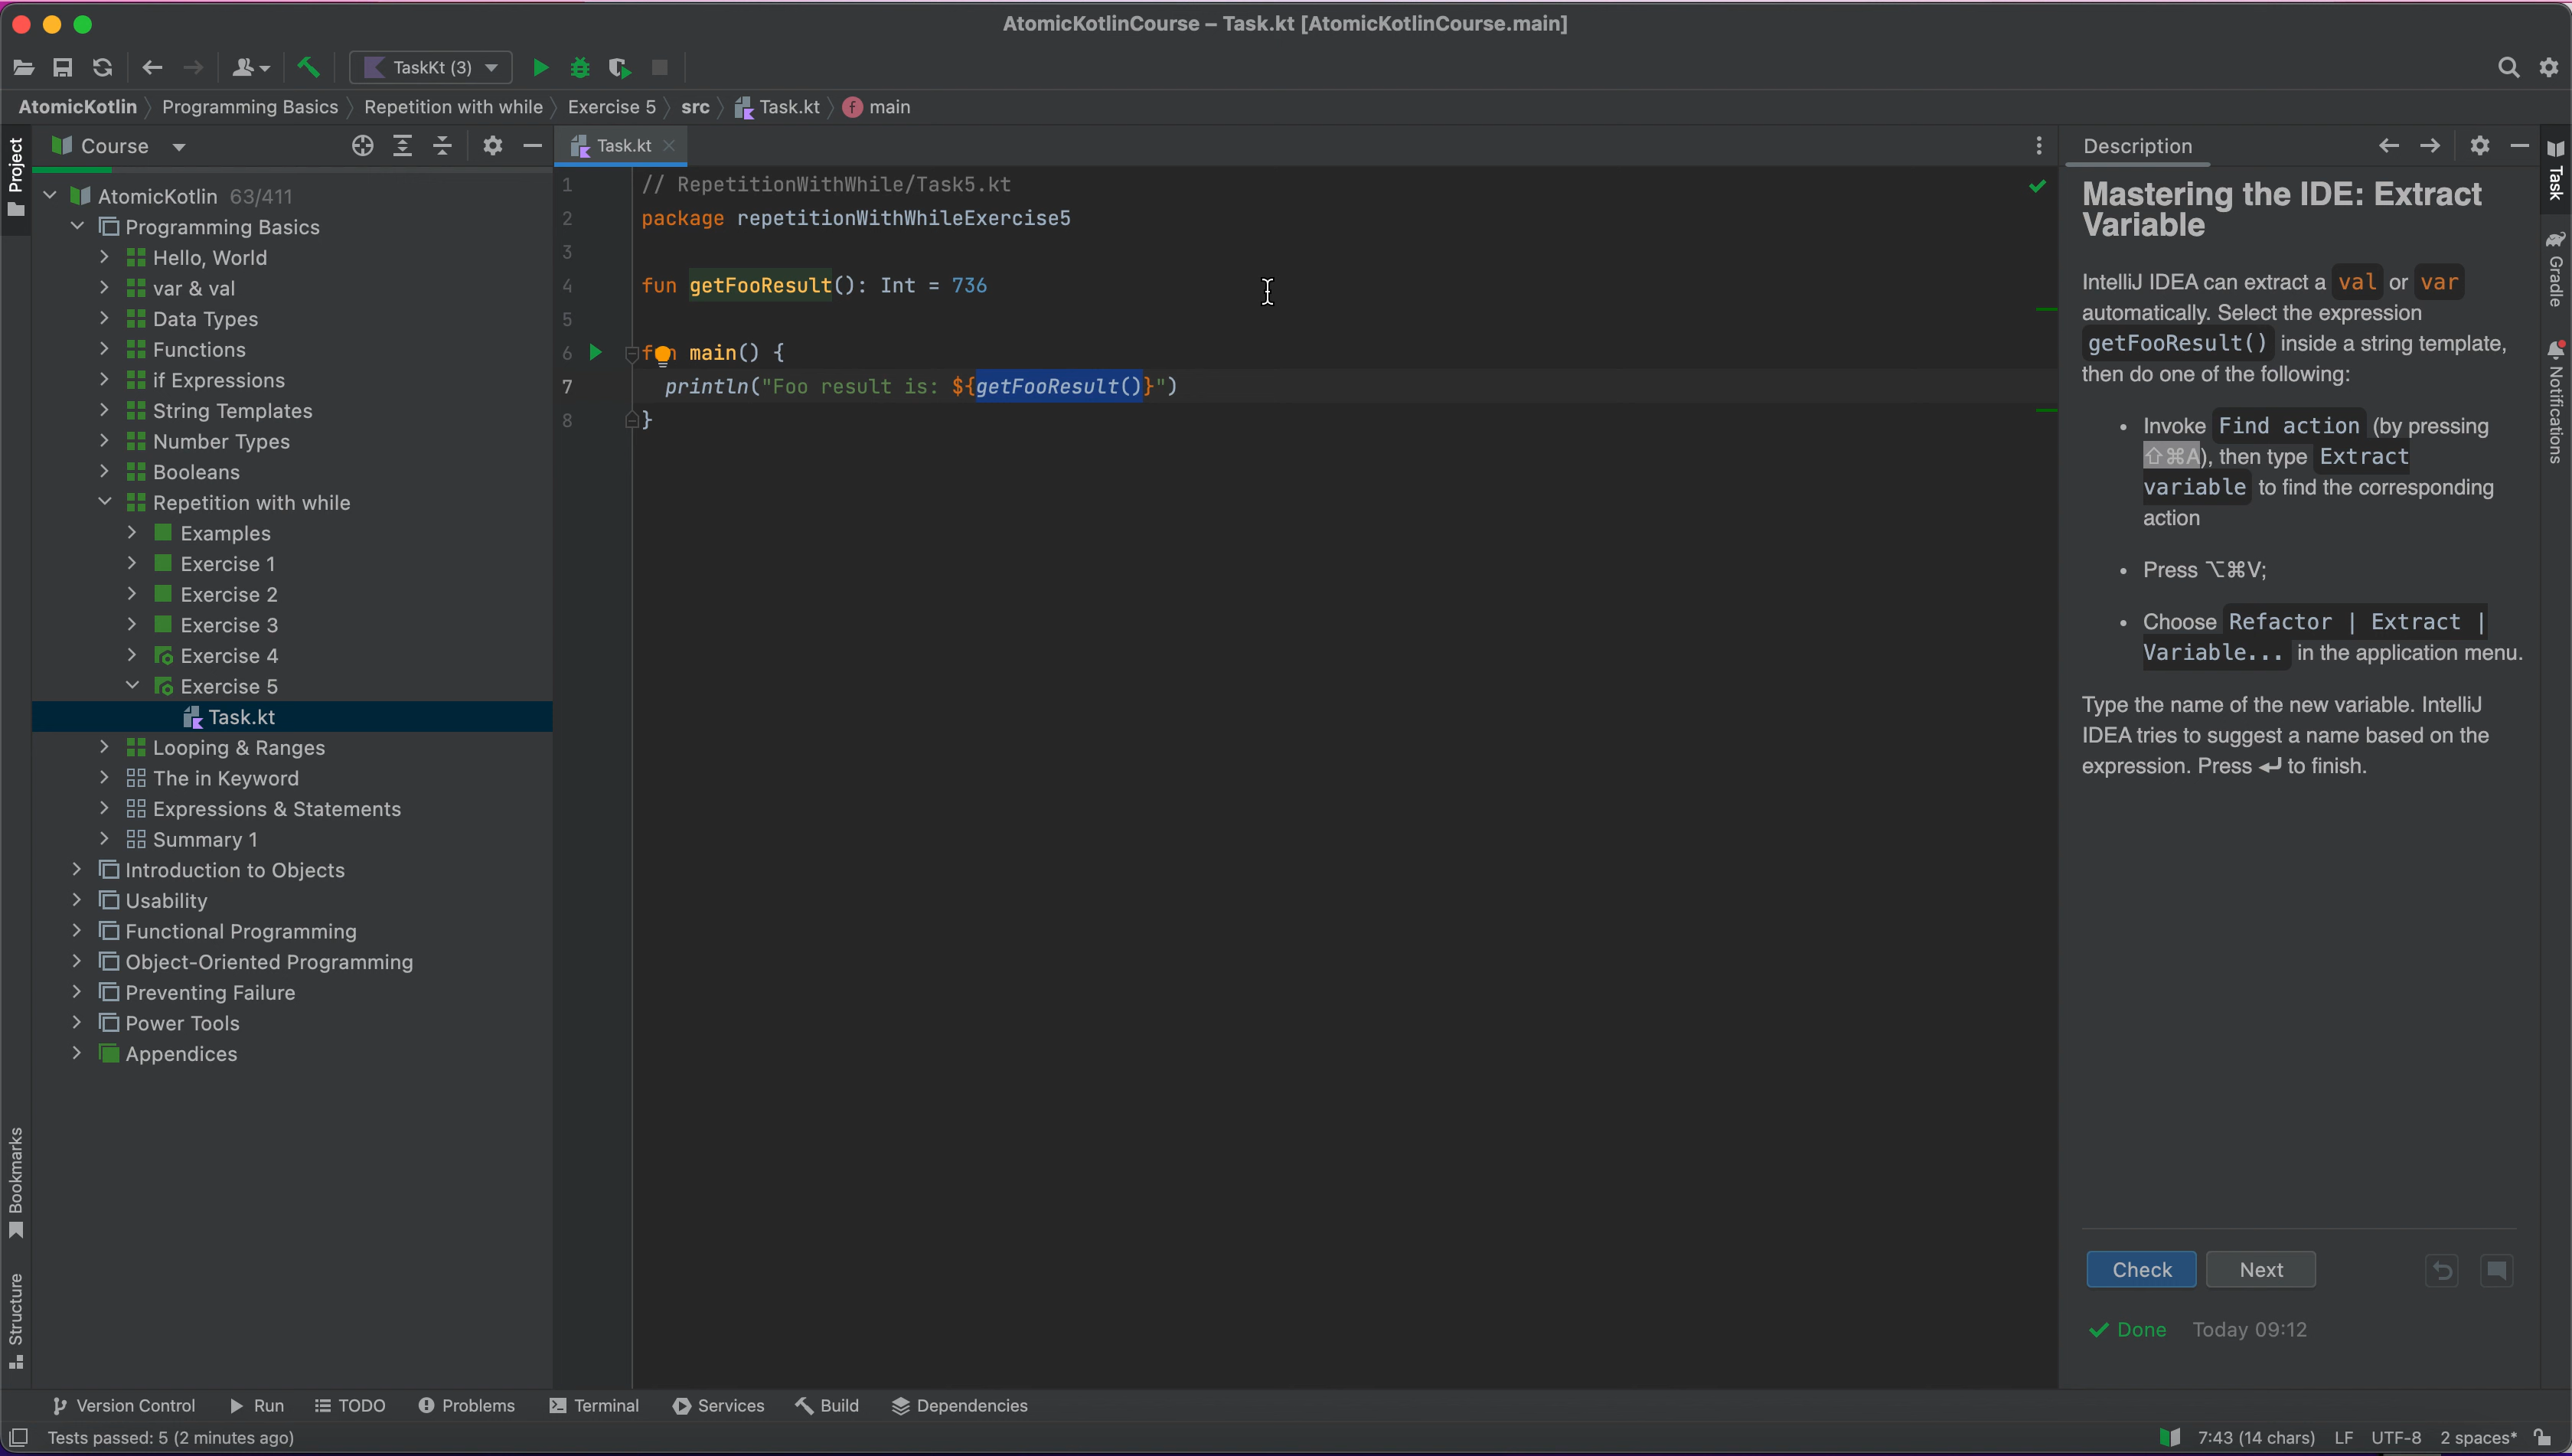 AtomicKotlinCourse – Task.kt [AtomicKotlinCourse.main]
TaskKt (3)
AtomicKotlin Programming Basics Repetition with while Exercise 5 src Task.kt f main
Project
Course
AtomicKotlin 63/411
Programming Basics
Hello, World
var & val
Data Types
Functions
if Expressions
String Templates
Number Types
Booleans
Repetition with while
Examples
Exercise 1
Exercise 2
Exercise 3
Exercise 4
Exercise 5
Task.kt
Looping & Ranges
The in Keyword
Expressions & Statements
Summary 1
Introduction to Objects
Usability
Functional Programming
Object-Oriented Programming
Preventing Failure
Power Tools
Appendices
Bookmarks
Structure
Task.kt
1 // RepetitionWithWhile/Task5.kt
2 package repetitionWithWhileExercise5
3
4 fun getFooResult(): Int = 736
5
6 fun main() {
7 println("Foo result is: ${getFooResult()}")
8 }
Description
Mastering the IDE: Extract
Variable
IntelliJ IDEA can extract a val or var
automatically. Select the expression
getFooResult() inside a string template,
then do one of the following:
• Invoke Find action (by pressing
⇧⌘A), then type Extract
variable to find the corresponding
action
• Press ⌥⌘V;
• Choose Refactor | Extract |
Variable... in the application menu.
Type the name of the new variable. IntelliJ
IDEA tries to suggest a name based on the
expression. Press ↵ to finish.
Check Next
Done Today 09:12
Task
Gradle
Notifications
Version Control Run TODO Problems Terminal Services Build Dependencies
Tests passed: 5 (2 minutes ago) 7:43 (14 chars) LF UTF-8 2 spaces*